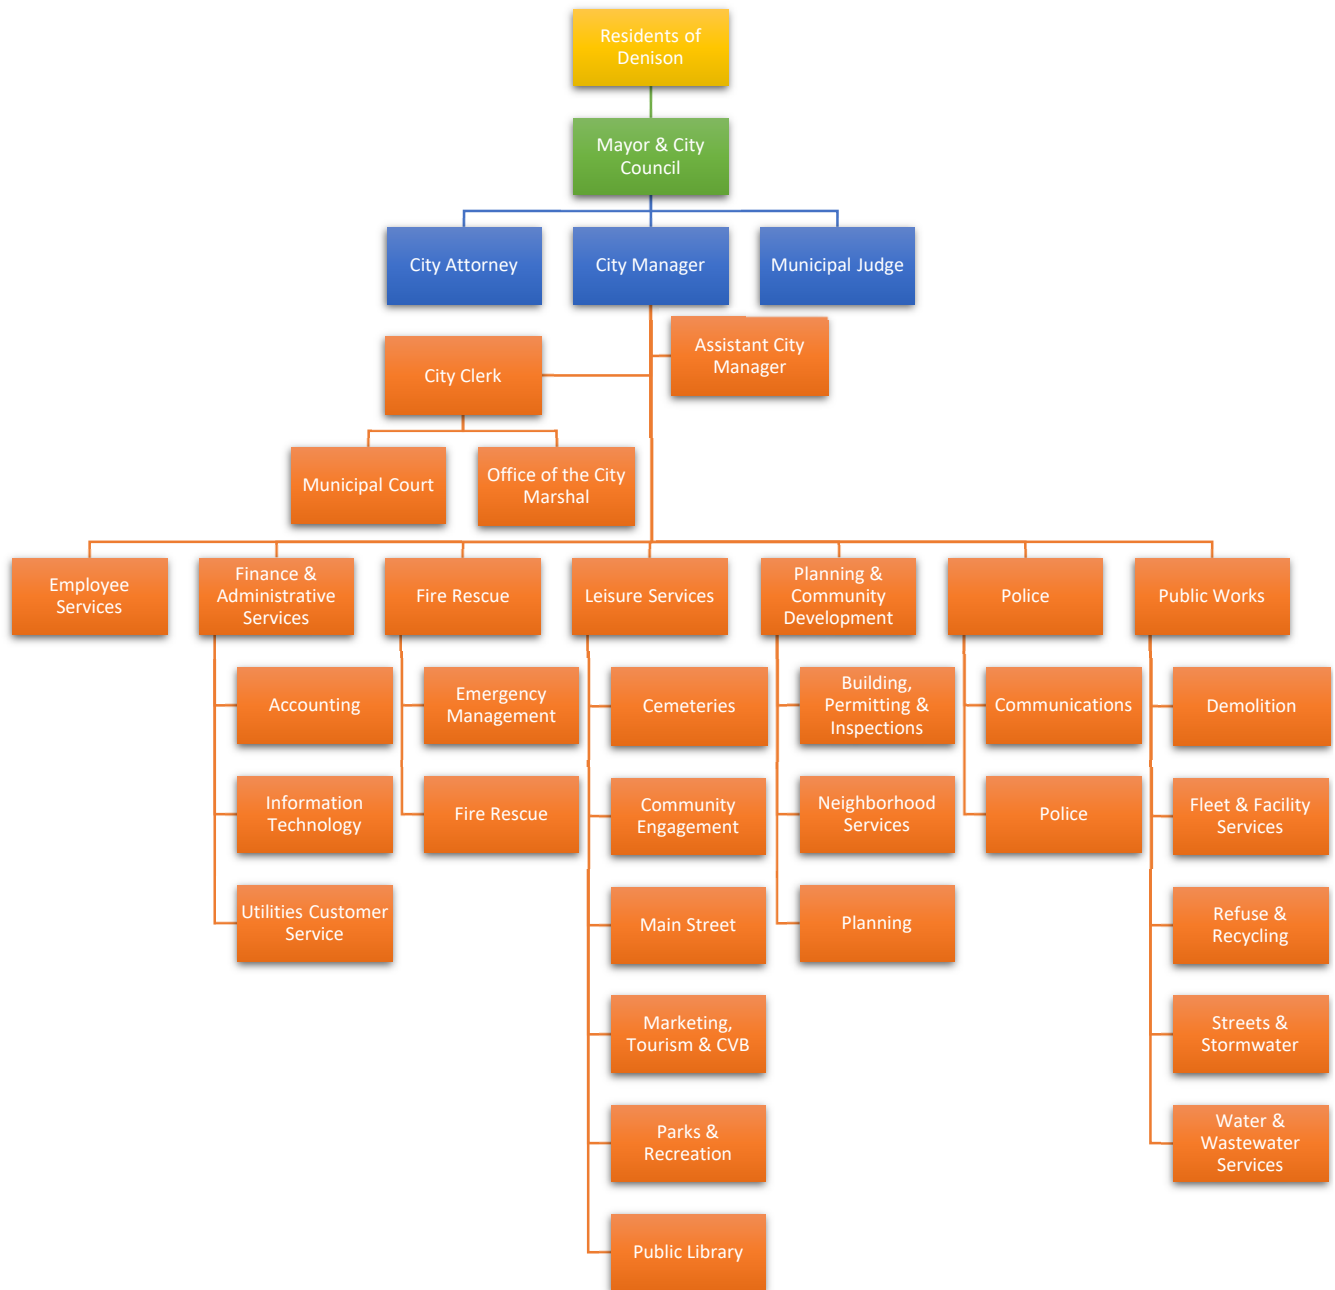 Residents of
Denison
Mayor & City
Council
City Attorney
City Manager
Municipal Judge
Assistant City
Manager
City Clerk
Municipal Court
Office of the City
Marshal
Employee
Services
Finance &
Administrative
Services
Fire Rescue
Leisure Services
Planning &
Community
Development
Police
Public Works
Accounting
Emergency
Management
Cemeteries
Building,
Permitting &
Inspections
Communications
Demolition
Information
Technology
Fire Rescue
Community
Engagement
Neighborhood
Services
Police
Fleet & Facility
Services
Utilities Customer
Service
Main Street
Planning
Refuse &
Recycling
Marketing,
Tourism & CVB
Streets &
Stormwater
Parks &
Recreation
Water &
Wastewater
Services
Public Library